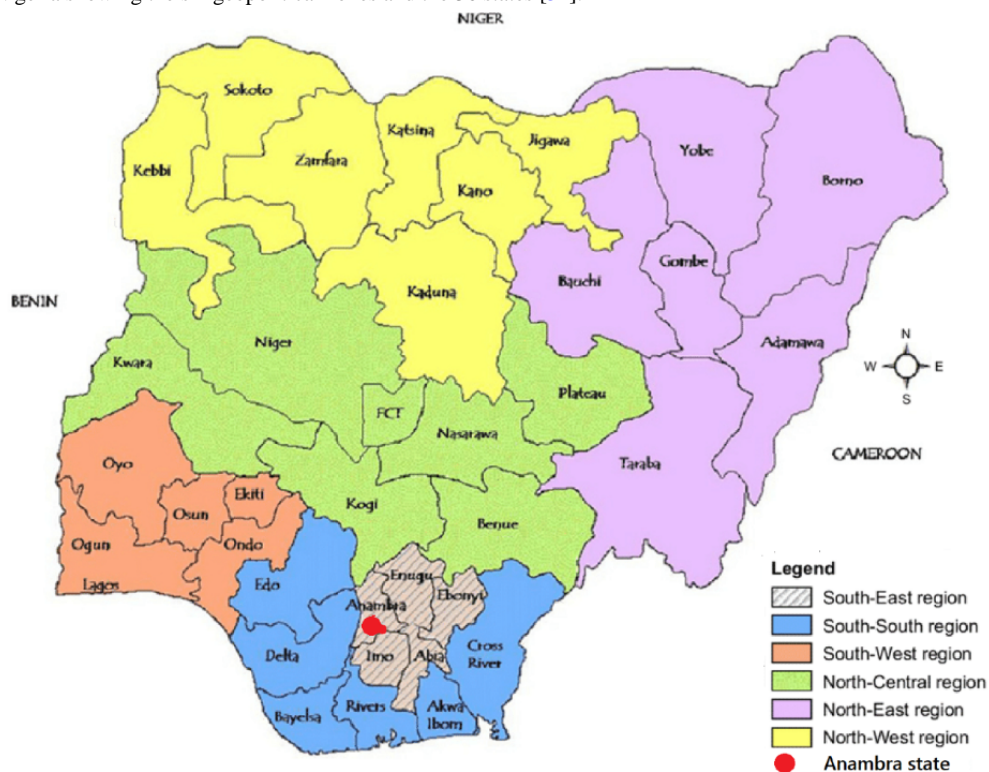 NIGER
Sokoto
Katsina
Jigawa
Yobe
Borno
Kebbi
Zamfara
Kano
Gombe
Bauchi
BENIN
Kaduna
Adamawa
Niger
Kwara
N
W
E
S
Plateau
FCT
Nasarawa
CAMEROON
Oyo
Taraba
Ekiti
Osun
Kogi
Benue
Ogun
Ondo
Lagos
Edo
Enugu
Ebonyi
Anambra
Delta
Imo
Abia
Cross
River
Bayelsa
Rivers
Akwa
Ibom
Legend
South-East region
South-South region
South-West region
North-Central region
North-East region
North-West region
Anambra state